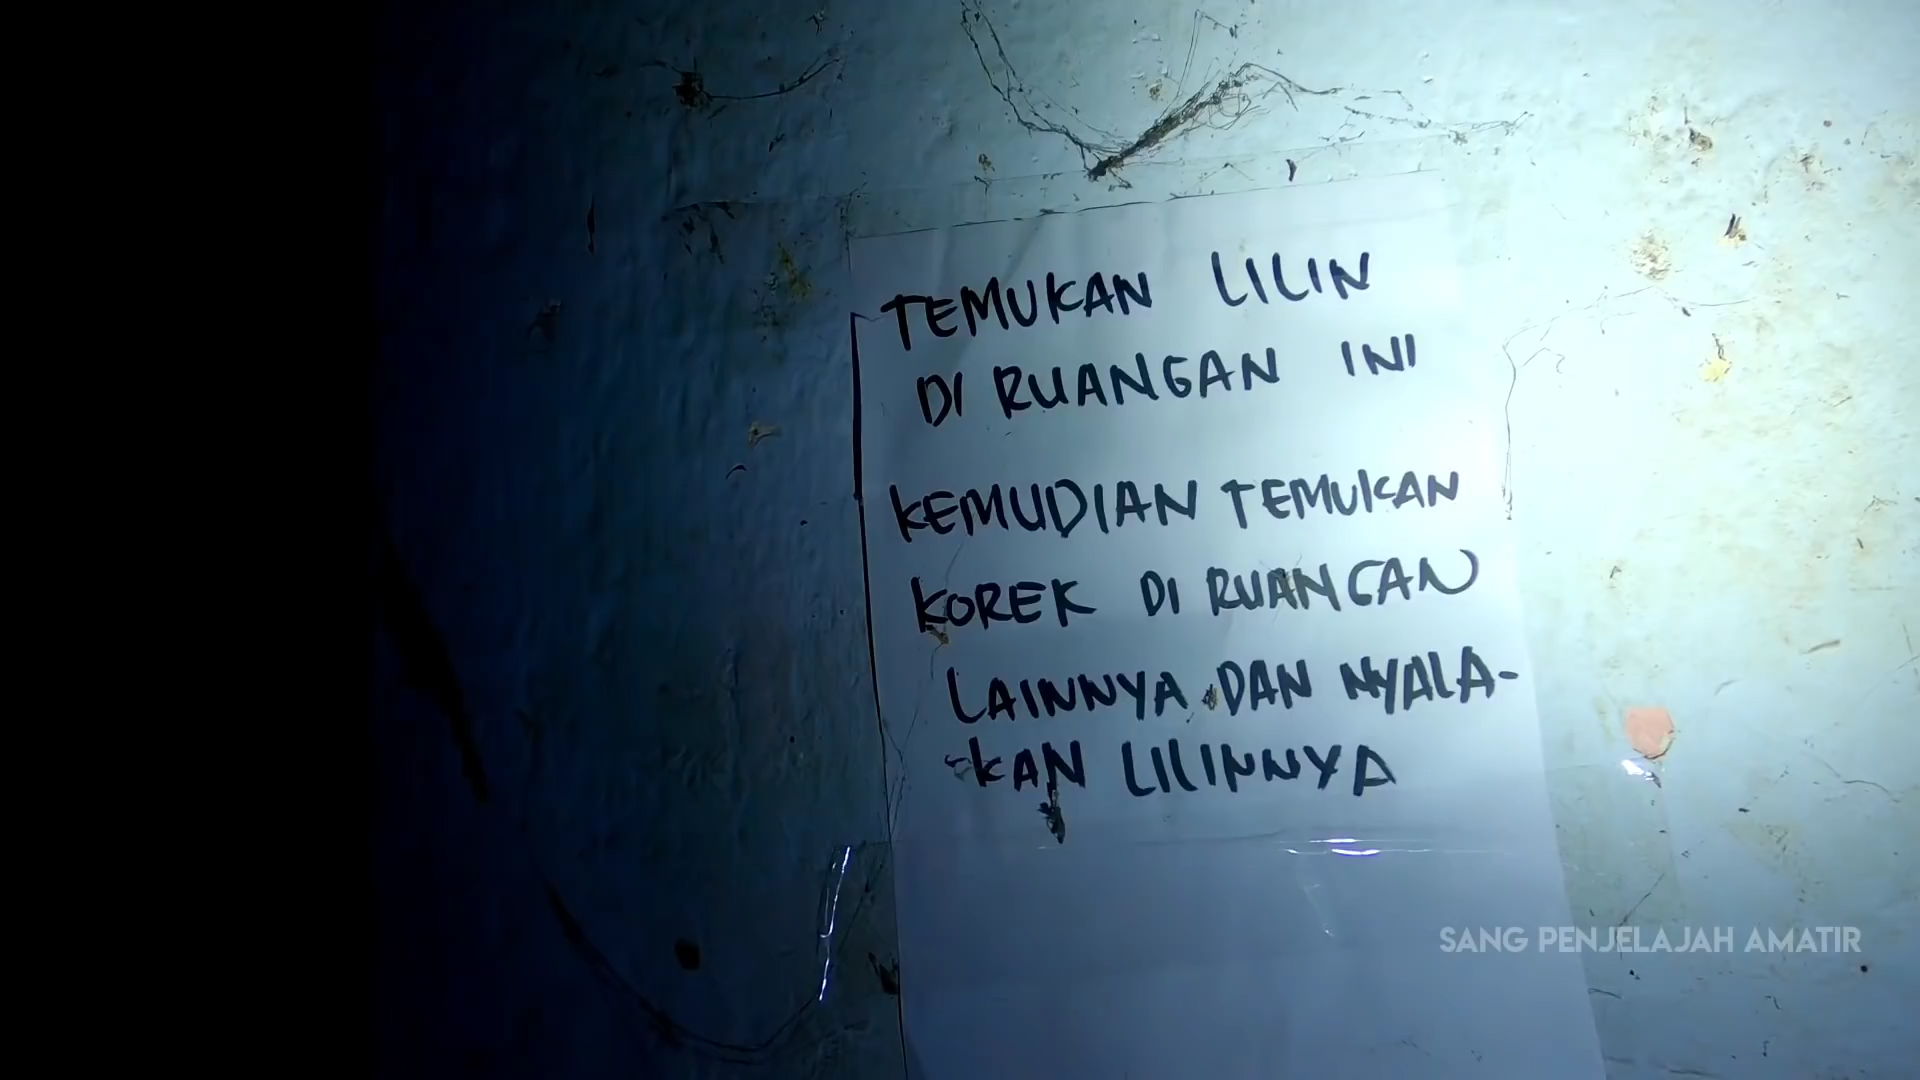 TEMUKAN LILIN
DI RUANGAN INI
KEMUDIAN TEMUKAN
KOREK DI RUANGAN
LAINNYA DAN NYALA-
-KAN LILINNYA
SANG PENJELAJAH AMATIR